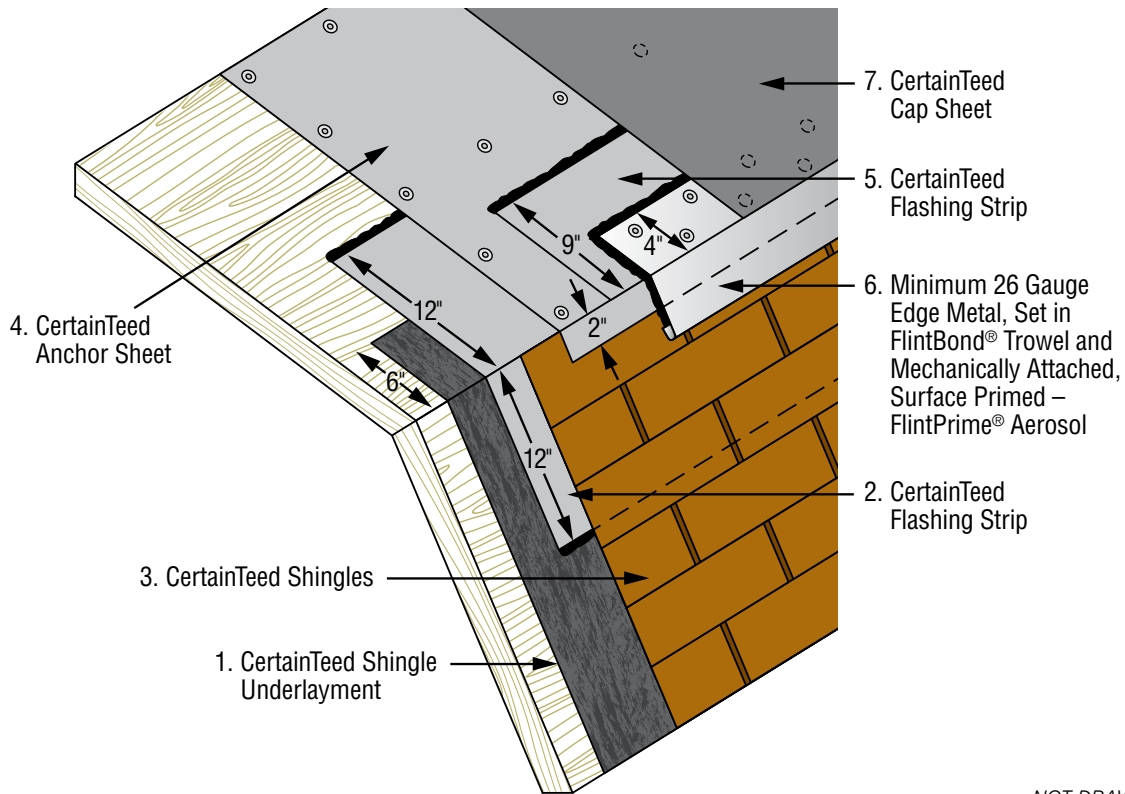 7. CertainTeed
Cap Sheet
5. CertainTeed
Flashing Strip
9"
4"
6. Minimum 26 Gauge
Edge Metal, Set in
FlintBond® Trowel and
Mechanically Attached,
Surface Primed –
FlintPrime® Aerosol
12"
2"
4. CertainTeed
Anchor Sheet
6"
12"
2. CertainTeed
Flashing Strip
3. CertainTeed Shingles
1. CertainTeed Shingle
Underlayment
NOT DRAW